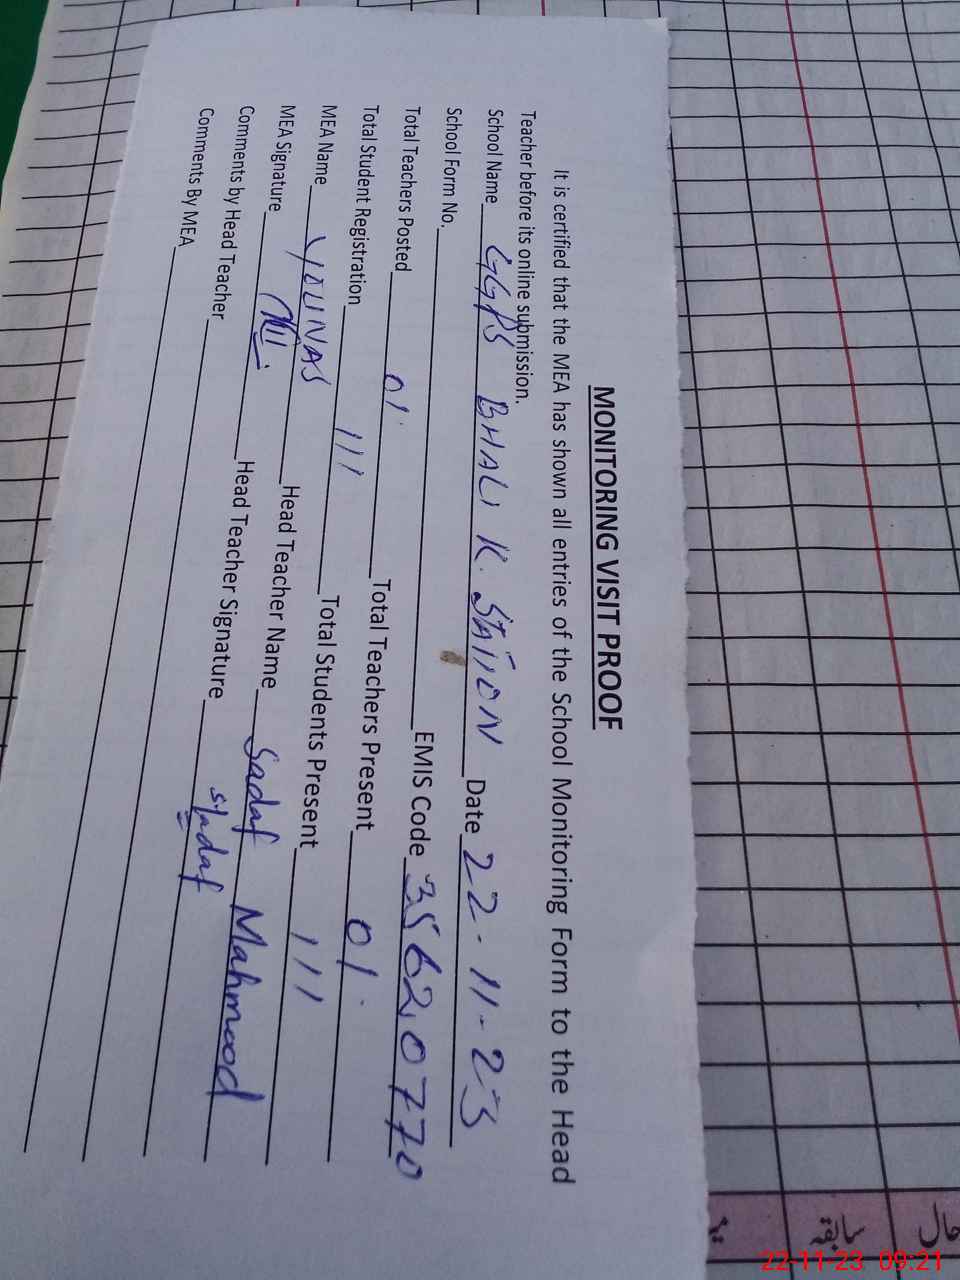 MONITORING VISIT PROOF
It is certified that the MEA has shown all entries of the School Monitoring Form to the Head
Teacher before its online submission.
School Name GGPS BHALI K. STATION Date 22-11-23
School Form No. EMIS Code 35620770
Total Teachers Posted 01. Total Teachers Present 01.
Total Student Registration 111 Total Students Present 111
MEA Name YOUNAS Head Teacher Name Sadaf Mahmood
MEA Signature Head Teacher Signature Sadaf
Comments by Head Teacher
Comments By MEA
حال
سابقہ
22-11-23 09:21